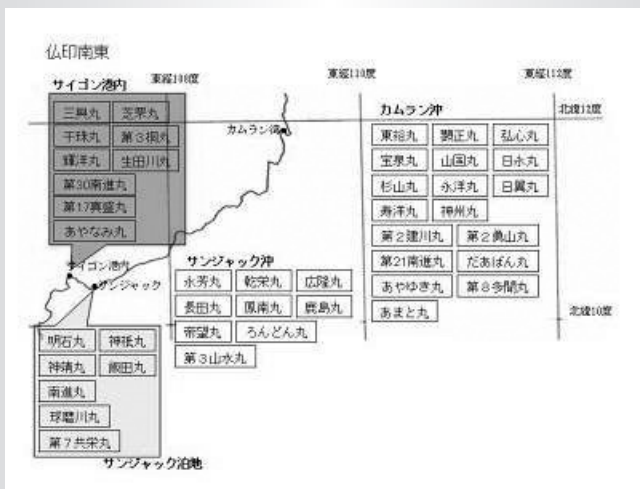 仏印南東
サイゴン港内
東経108度
東経110度
東経112度
北緯12度
三興丸 芝罘丸
干珠丸 第3桐丸
輝洋丸 生田川丸
第30南進丸
第17真盛丸
あやなみ丸
カムラン湾
カムラン沖
東裕丸 顕正丸 弘心丸
宝泉丸 山国丸 日永丸
杉山丸 永洋丸 日翼丸
寿洋丸 神州丸
第2建川丸 第2勇山丸
第21南進丸 だあばん丸
あやゆき丸 第8多聞丸
あまと丸
サイゴン港内
サンジャック
サンジャック沖
永芳丸 乾栄丸 広隆丸
長田丸 鳳南丸 鹿島丸
帝望丸 ろんどん丸
第3山水丸
北緯10度
明石丸 神祇丸
神靖丸 飯田丸
南進丸
球磨川丸
第7共栄丸
サンジャック泊地